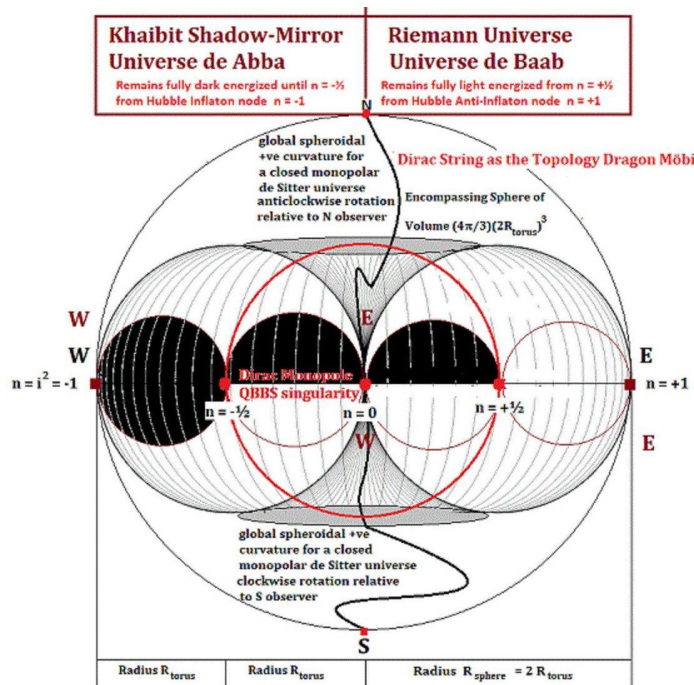 Khaibit Shadow-Mirror
Universe de Abba
Remains fully dark energized until n = -½
from Hubble Inflaton node n = -1
Riemann Universe
Universe de Baab
Remains fully light energized from n = +½
from Hubble Anti-Inflaton node n = +1
N
global spheroidal
+ve curvature for
a closed monopolar
de Sitter universe
anticlockwise rotation
relative to N observer
Dirac String as the Topology Dragon Möbi
Encompassing Sphere of
Volume (4π/3)(2R_torus)³
W
W
n = i² = -1
E
E
n = +1
E
Dirac Monopole
QBBS singularity
n = -½
n = 0
n = +½
W
global spheroidal +ve
curvature for a closed
monopolar de Sitter universe
clockwise rotation relative
to S observer
S
Radius R_torus
Radius R_torus
Radius R_sphere = 2 R_torus